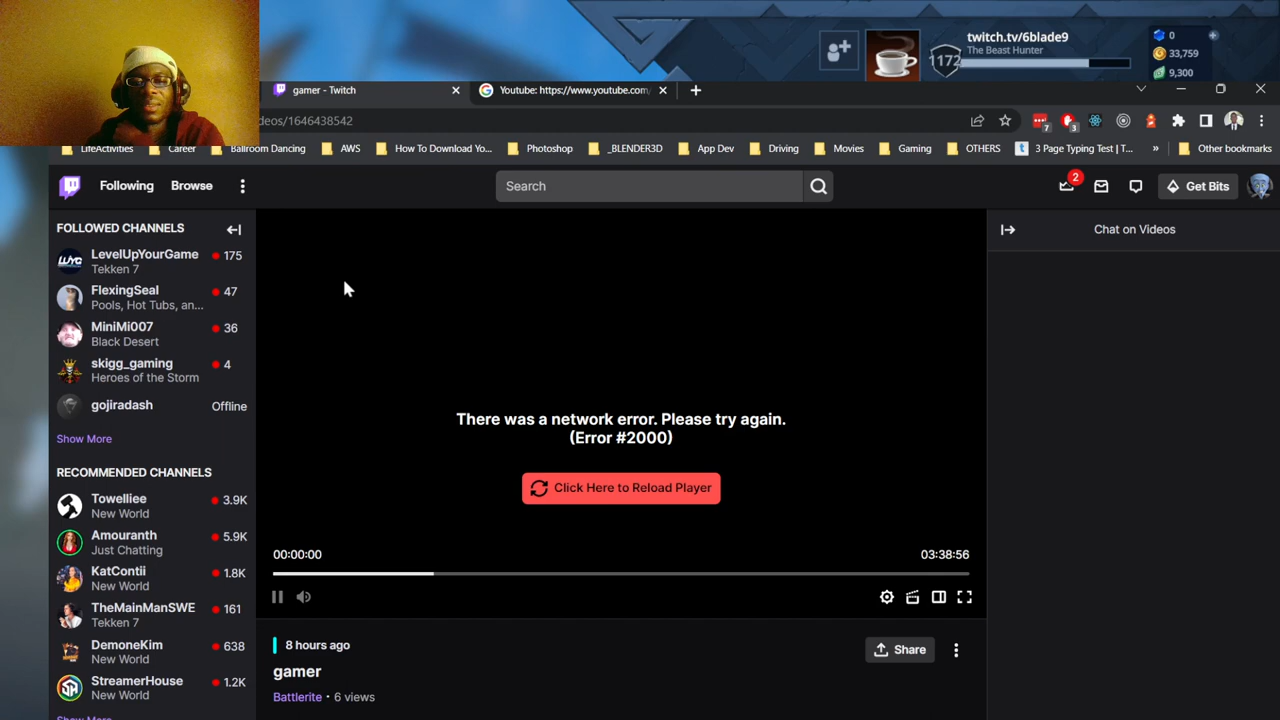 twitch.tv/6blade9
The Beast Hunter
1172
0
33,759
9,300
gamer - Twitch
Youtube: https://www.youtube.com/
deos/1646438542
7
3
LifeActivities
Career
Ballroom Dancing
AWS
How To Download Yo...
Photoshop
_BLENDER3D
App Dev
Driving
Movies
Gaming
OTHERS
3 Page Typing Test | T...
»
Other bookmarks
Following
Browse
Search
2
Get Bits
FOLLOWED CHANNELS
LevelUpYourGame 175
Tekken 7
FlexingSeal 47
Pools, Hot Tubs, an...
MiniMi007 36
Black Desert
skigg_gaming 4
Heroes of the Storm
gojiradash Offline
Show More
RECOMMENDED CHANNELS
Towelliee 3.9K
New World
Amouranth 5.9K
Just Chatting
KatContii 1.8K
New World
TheMainManSWE 161
Tekken 7
DemoneKim 638
New World
StreamerHouse 1.2K
New World
Show More
Chat on Videos
There was a network error. Please try again.
(Error #2000)
Click Here to Reload Player
00:00:00
03:38:56
8 hours ago
Share
gamer
Battlerite • 6 views